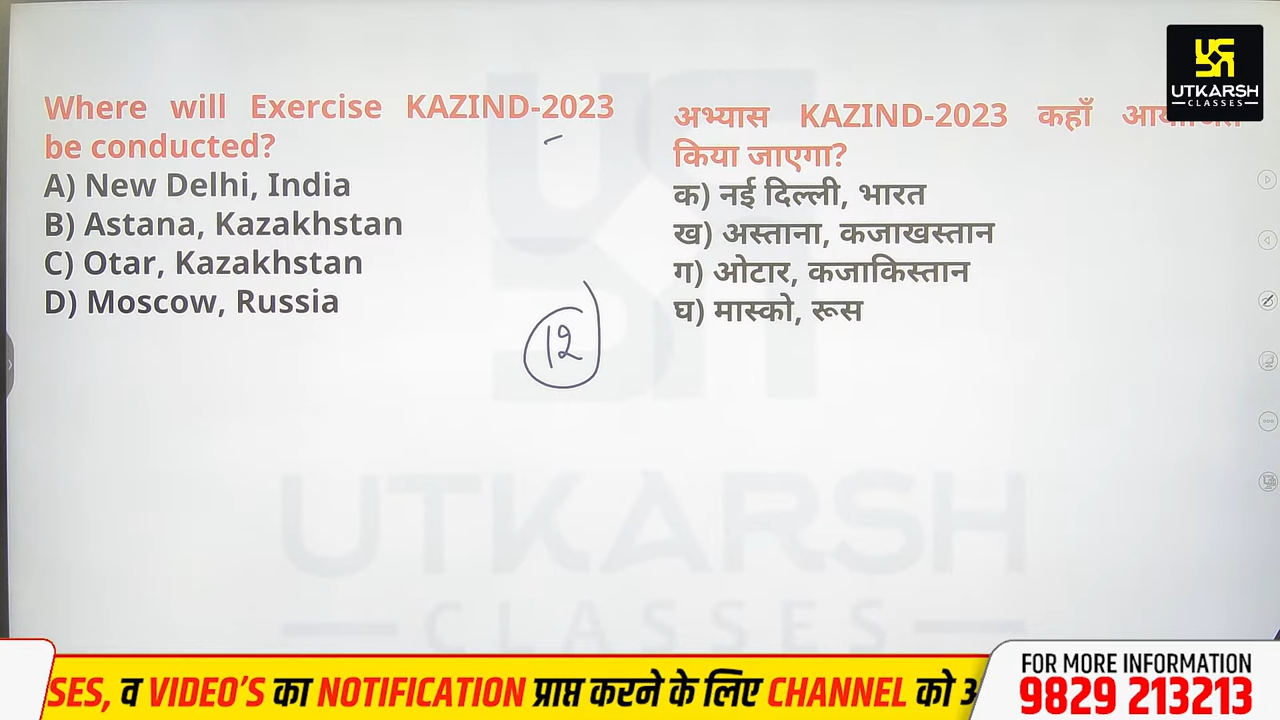 UTKARSH
CLASSES
Where will Exercise KAZIND-2023
be conducted?
A) New Delhi, India
B) Astana, Kazakhstan
C) Otar, Kazakhstan
D) Moscow, Russia
अभ्यास KAZIND-2023 कहाँ
किया जाएगा?
क) नई दिल्ली, भारत
ख) अस्ताना, कजाखस्तान
ग) ओटार, कजाकिस्तान
घ) मास्को, रूस
12
UTKARSH
CLASSES
SES, व VIDEO'S का NOTIFICATION प्राप्त करने के लिए CHANNEL को
FOR MORE INFORMATION
9829 213213